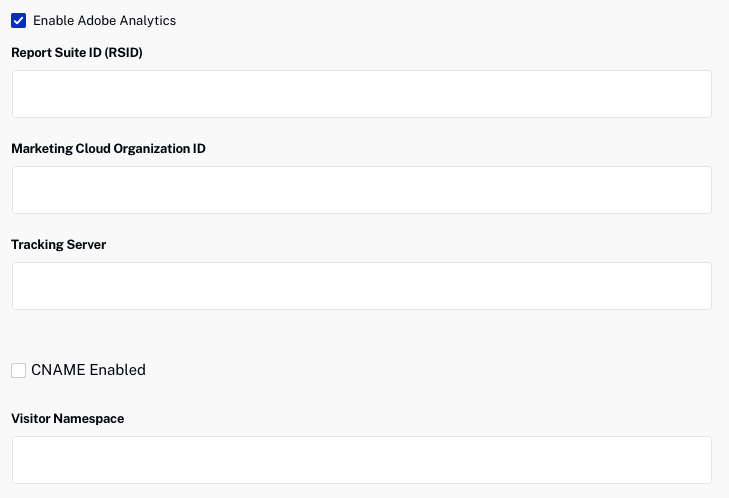 Enable Adobe Analytics
Report Suite ID (RSID)
Marketing Cloud Organization ID
Tracking Server
CNAME Enabled
Visitor Namespace